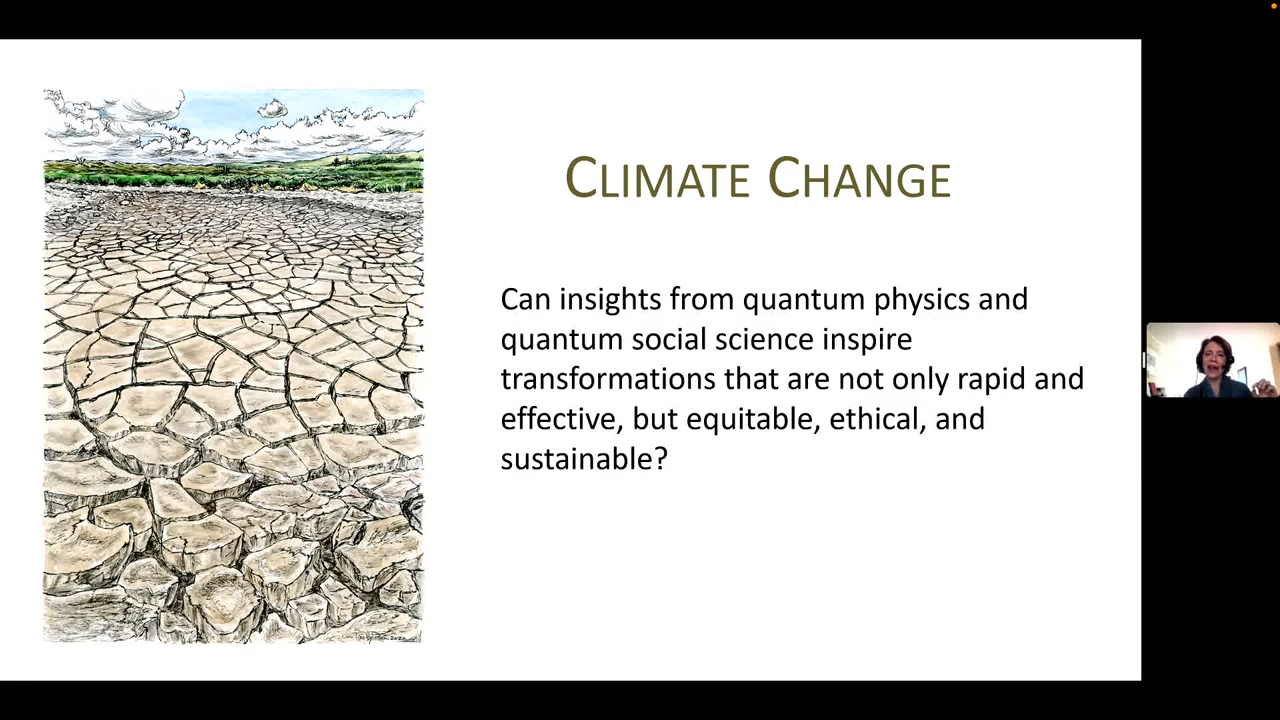 CLIMATE CHANGE
Can insights from quantum physics and
quantum social science inspire
transformations that are not only rapid and
effective, but equitable, ethical, and
sustainable?